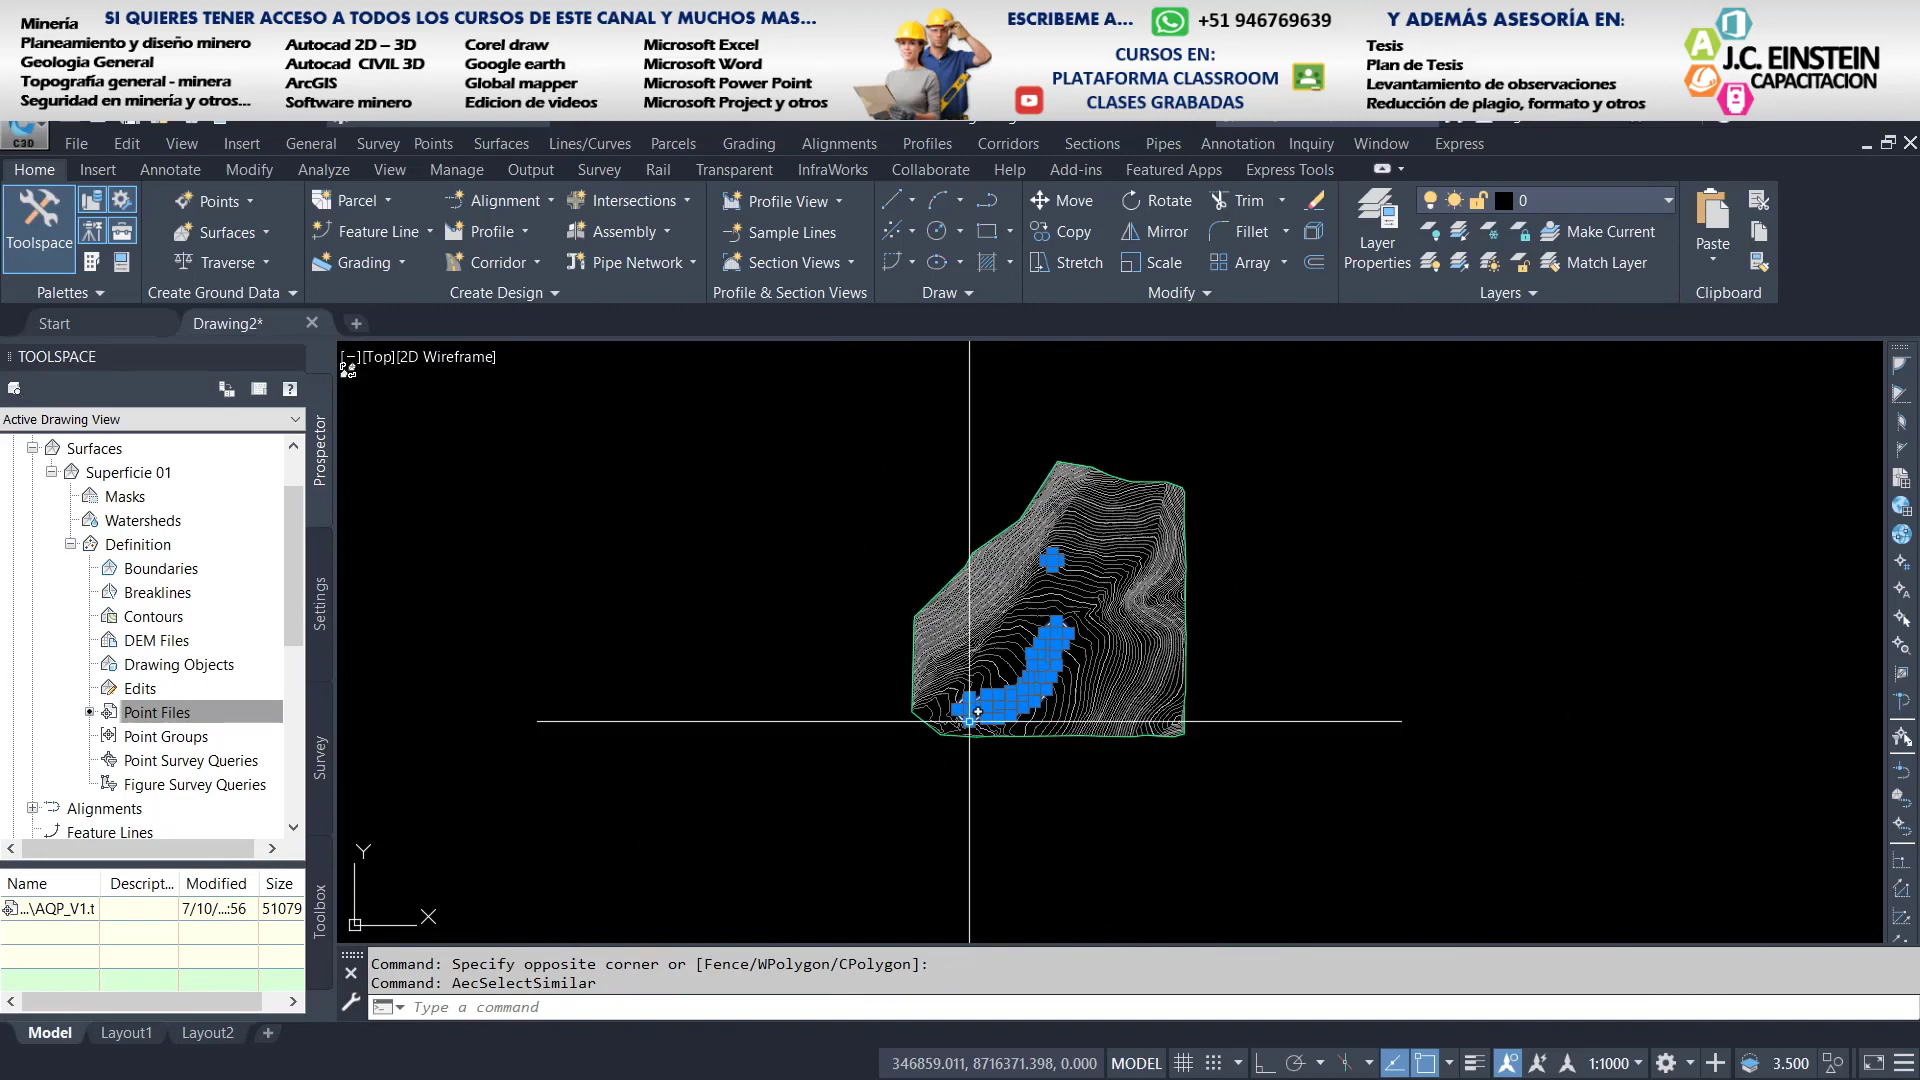 SI QUIERES TENER ACCESO A TODOS LOS CURSOS DE ESTE CANAL Y MUCHOS MAS...
Minería
Planeamiento y diseño minero
Geologia General
Topografía general - minera
Seguridad en minería y otros...
Autocad 2D – 3D
Autocad CIVIL 3D
ArcGIS
Software minero
Corel draw
Google earth
Global mapper
Edicion de videos
Microsoft Excel
Microsoft Word
Microsoft Power Point
Microsoft Project y otros
ESCRIBEME A...
+51 946769639
CURSOS EN:
PLATAFORMA CLASSROOM
CLASES GRABADAS
Y ADEMÁS ASESORÍA EN:
Tesis
Plan de Tesis
Levantamiento de observaciones
Reducción de plagio, formato y otros
J.C. EINSTEIN
CAPACITACION
C3D
File Edit View Insert General Survey Points Surfaces Lines/Curves Parcels Grading Alignments Profiles Corridors Sections Pipes Annotation Inquiry Window Express
Home Insert Annotate Modify Analyze View Manage Output Survey Rail Transparent InfraWorks Collaborate Help Add-ins Featured Apps Express Tools
Toolspace
Palettes
Points
Surfaces
Traverse
Create Ground Data
Parcel
Feature Line
Grading
Alignment
Profile
Corridor
Intersections
Assembly
Pipe Network
Create Design
Profile View
Sample Lines
Section Views
Profile & Section Views
Draw
Move
Copy
Stretch
Rotate
Mirror
Scale
Trim
Fillet
Array
Modify
Layer
Properties
0
Make Current
Match Layer
Layers
Paste
Clipboard
Start
Drawing2*
TOOLSPACE
Active Drawing View
Surfaces
Superficie 01
Masks
Watersheds
Definition
Boundaries
Breaklines
Contours
DEM Files
Drawing Objects
Edits
Point Files
Point Groups
Point Survey Queries
Figure Survey Queries
Alignments
Feature Lines
Prospector
Settings
Survey
Toolbox
Name Descript... Modified Size
...\AQP_V1.t 7/10/...:56 51079
[−][Top][2D Wireframe]
Y
X
Command: Specify opposite corner or [Fence/WPolygon/CPolygon]:
Command: AecSelectSimilar
Type a command
Model Layout1 Layout2
346859.011, 8716371.398, 0.000 MODEL 1:1000 3.500